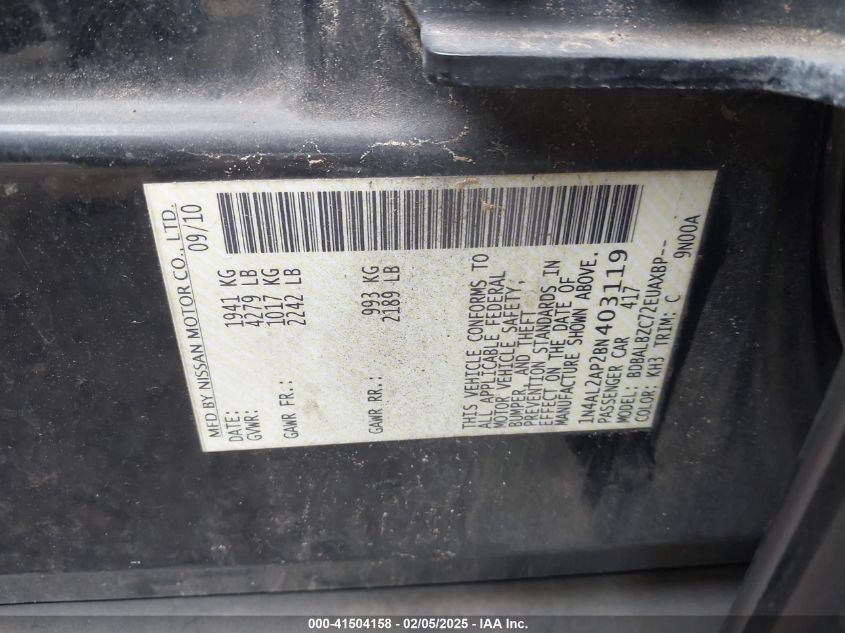 MFD BY NISSAN MOTOR CO., LTD.
DATE: 09/10
GVWR: 1941 KG
4279 LB
GAWR FR.: 1017 KG
2242 LB
GAWR RR.: 993 KG
2189 LB
THIS VEHICLE CONFORMS TO
ALL APPLICABLE FEDERAL
MOTOR VEHICLE SAFETY,
BUMPER, AND THEFT
PREVENTION STANDARDS IN
EFFECT ON THE DATE OF
MANUFACTURE SHOWN ABOVE.
1N4AL2AP2BN403119
PASSENGER CAR 417
MODEL: BDBALB2C72EUAXBP--
COLOR: KH3 TRIM: C 9N00A
000-41504158 - 02/05/2025 - IAA Inc.